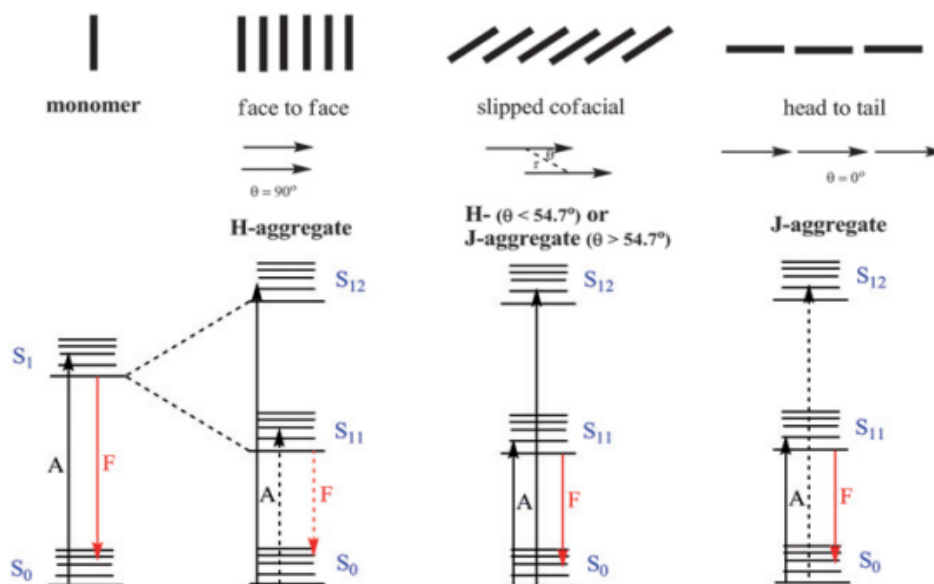 monomer
face to face
slipped cofacial
head to tail
θ
r
θ = 90°
θ = 0°
H-aggregate
H- (θ < 54.7°) or
J-aggregate (θ > 54.7°)
J-aggregate
S12
S12
S12
S1
S11
S11
S11
A
F
A
F
A
F
A
F
S0
S0
S0
S0